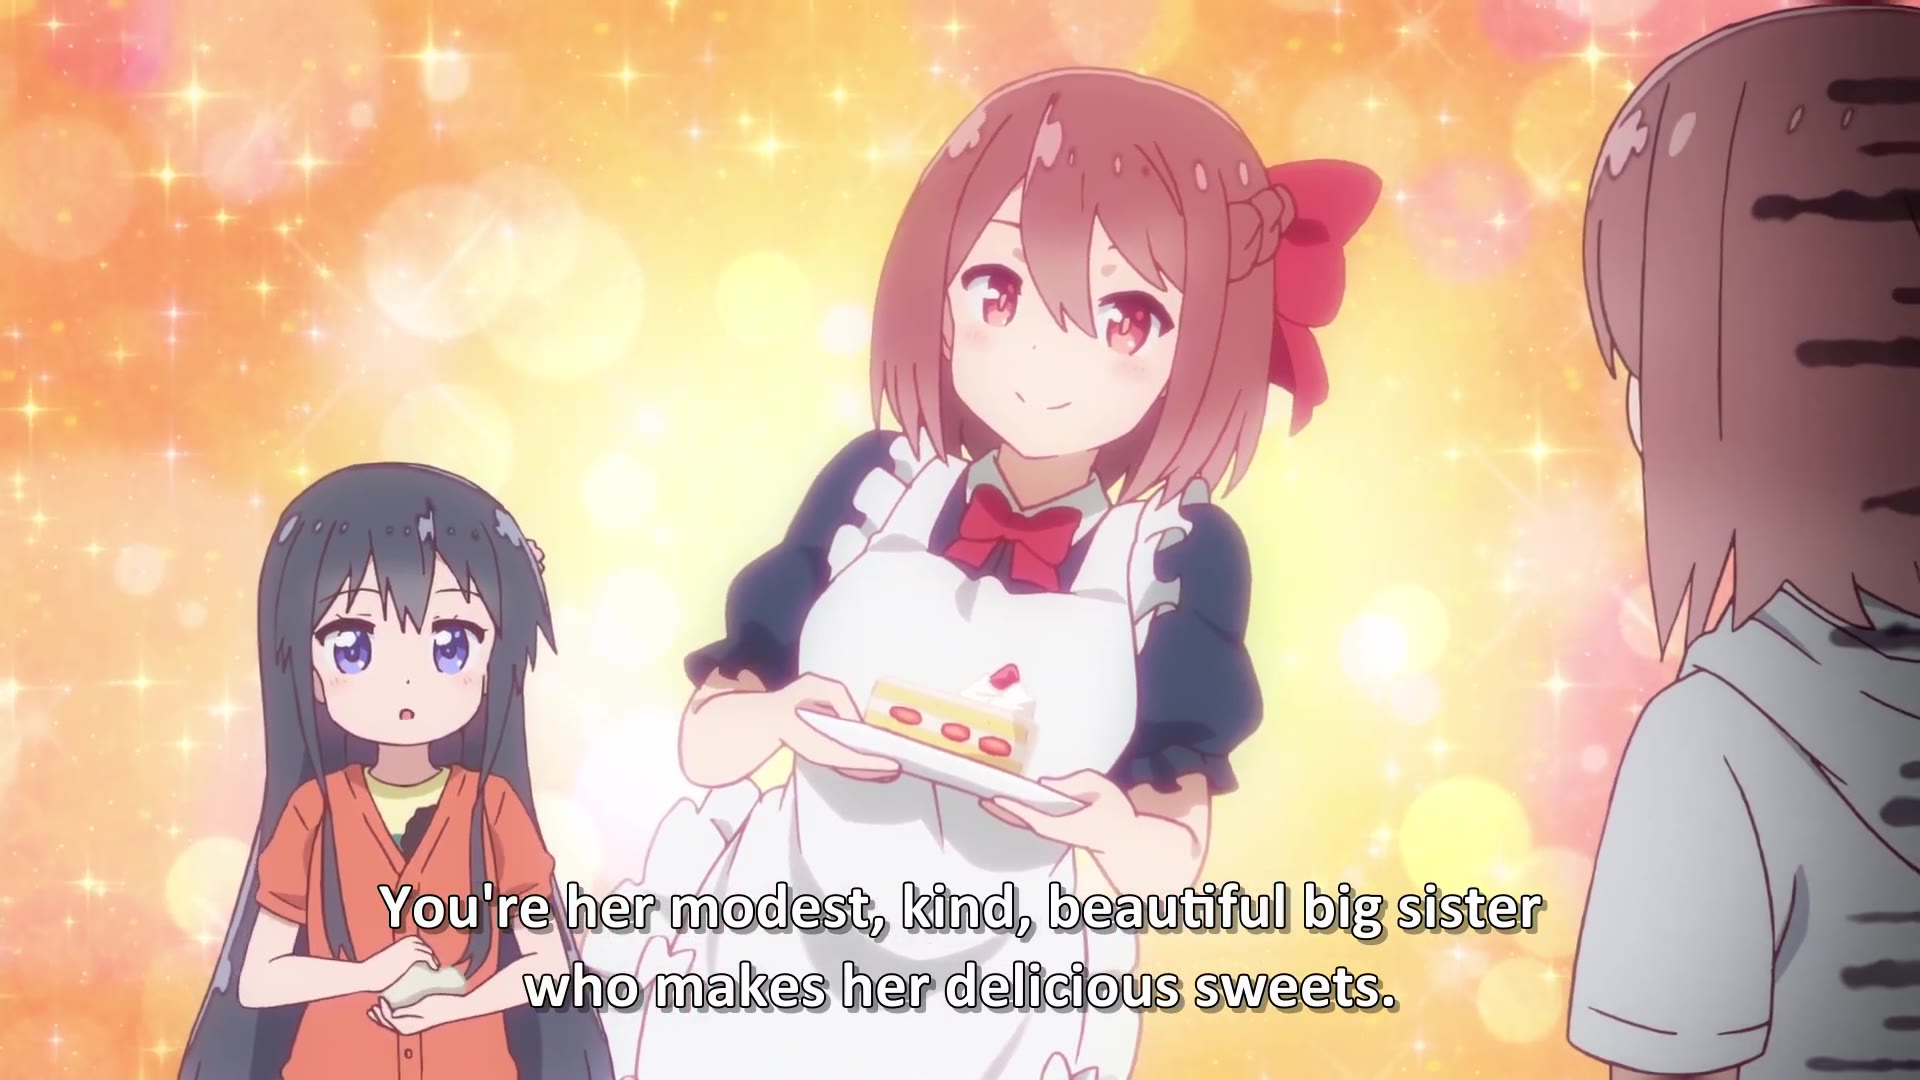 You're her modest, kind, beautiful big sister
who makes her delicious sweets.